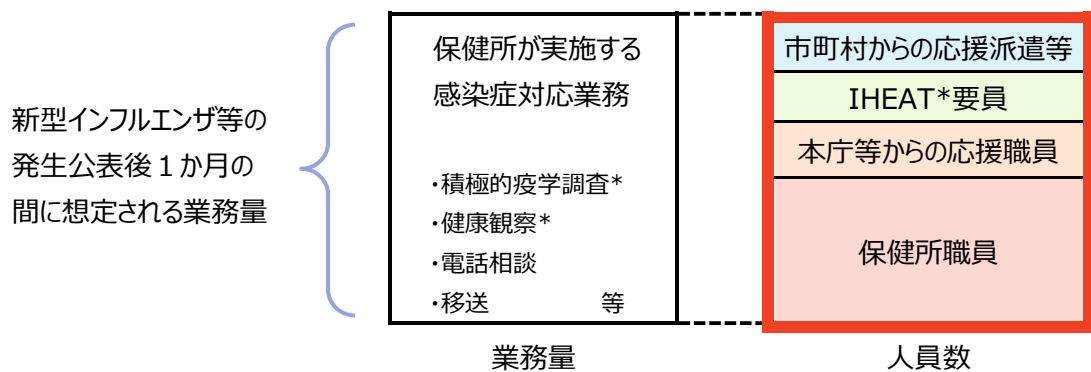 新型インフルエンザ等の
発生公表後１か月の
間に想定される業務量
保健所が実施する
感染症対応業務
・積極的疫学調査*
・健康観察*
・電話相談
・移送　　　　等
業務量
市町村からの応援派遣等
IHEAT*要員
本庁等からの応援職員
保健所職員
人員数